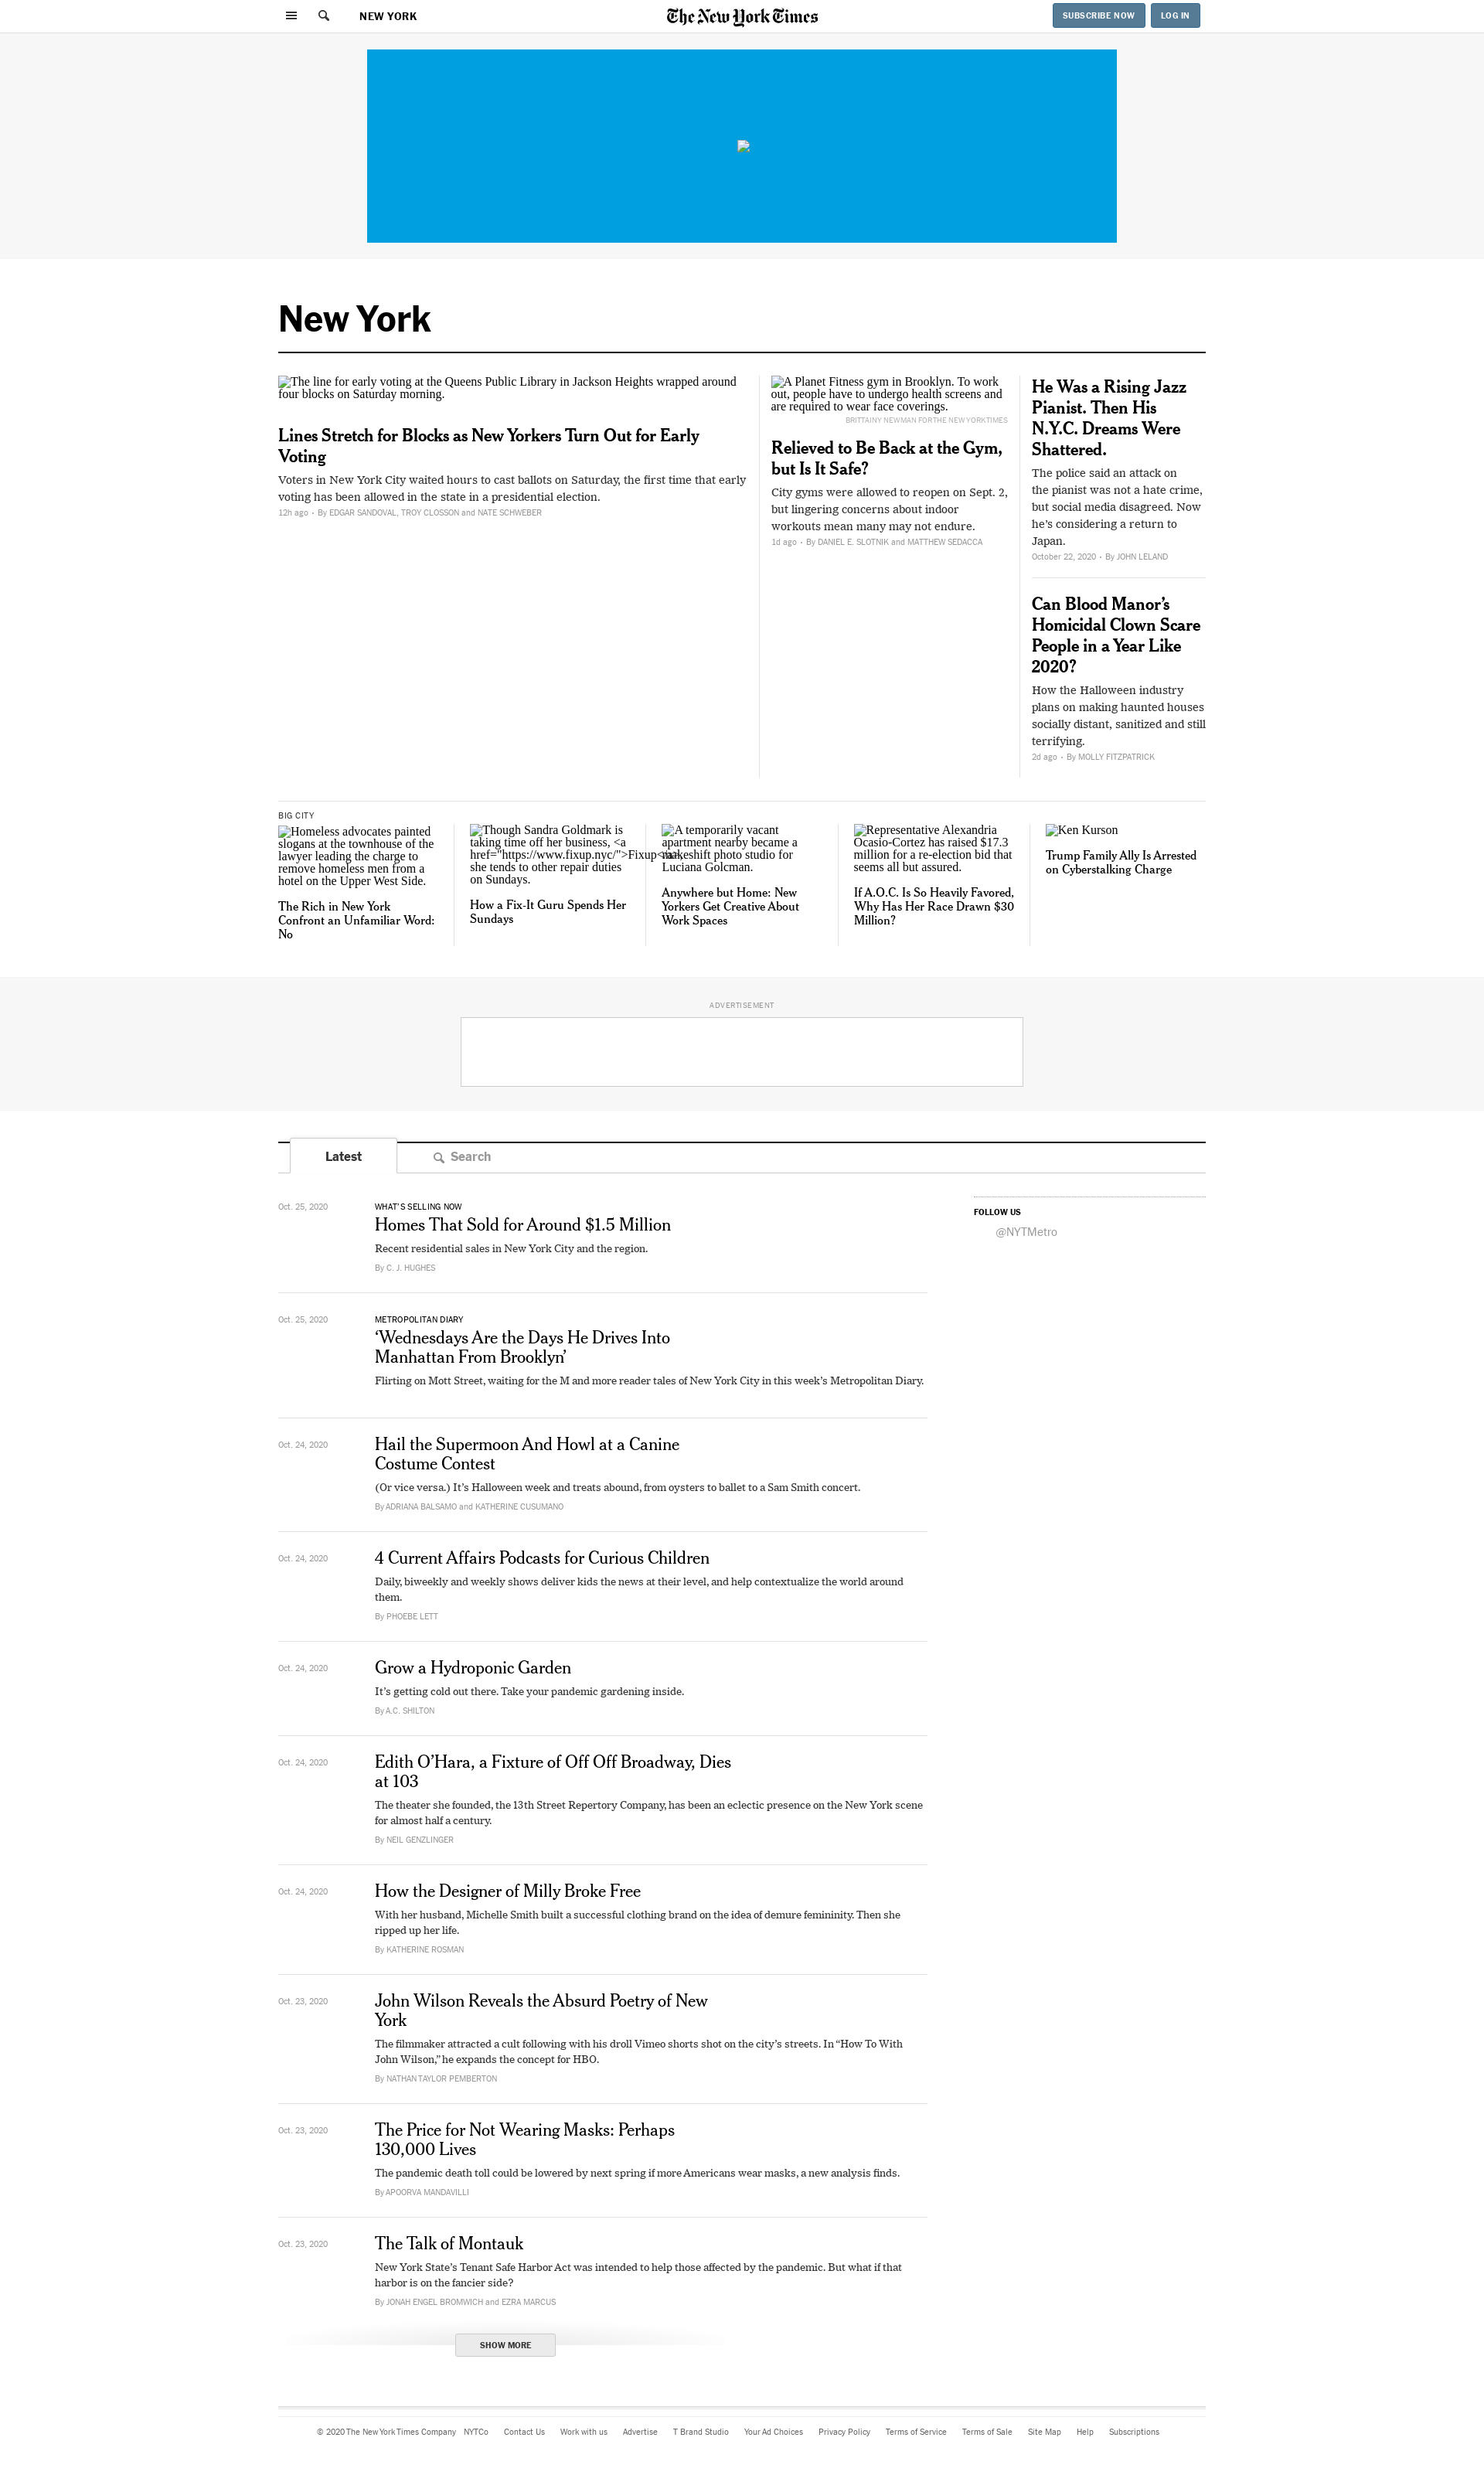 NEW YORK
The New York Times
SUBSCRIBE NOW
LOG IN
New York
The line for early voting at the Queens Public Library in Jackson Heights wrapped around
four blocks on Saturday morning.
Lines Stretch for Blocks as New Yorkers Turn Out for Early
Voting
Voters in New York City waited hours to cast ballots on Saturday, the first time that early
voting has been allowed in the state in a presidential election.
12h ago • By EDGAR SANDOVAL, TROY CLOSSON and NATE SCHWEBER
A Planet Fitness gym in Brooklyn. To work
out, people have to undergo health screens and
are required to wear face coverings.
BRITTAINY NEWMAN FOR THE NEW YORK TIMES
Relieved to Be Back at the Gym,
but Is It Safe?
City gyms were allowed to reopen on Sept. 2,
but lingering concerns about indoor
workouts mean many may not endure.
1d ago • By DANIEL E. SLOTNIK and MATTHEW SEDACCA
He Was a Rising Jazz
Pianist. Then His
N.Y.C. Dreams Were
Shattered.
The police said an attack on
the pianist was not a hate crime,
but social media disagreed. Now
he’s considering a return to
Japan.
October 22, 2020 • By JOHN LELAND
Can Blood Manor’s
Homicidal Clown Scare
People in a Year Like
2020?
How the Halloween industry
plans on making haunted houses
socially distant, sanitized and still
terrifying.
2d ago • By MOLLY FITZPATRICK
BIG CITY
Homeless advocates painted
slogans at the townhouse of the
lawyer leading the charge to
remove homeless men from a
hotel on the Upper West Side.
The Rich in New York
Confront an Unfamiliar Word:
No
Though Sandra Goldmark is
taking time off her business, <a
href="https://www.fixup.nyc/">Fixup</a>,
she tends to other repair duties
on Sundays.
How a Fix-It Guru Spends Her
Sundays
A temporarily vacant
apartment nearby became a
makeshift photo studio for
Luciana Golcman.
Anywhere but Home: New
Yorkers Get Creative About
Work Spaces
Representative Alexandria
Ocasio-Cortez has raised $17.3
million for a re-election bid that
seems all but assured.
If A.O.C. Is So Heavily Favored,
Why Has Her Race Drawn $30
Million?
Ken Kurson
Trump Family Ally Is Arrested
on Cyberstalking Charge
ADVERTISEMENT
Latest
Search
Oct. 25, 2020
WHAT’S SELLING NOW
Homes That Sold for Around $1.5 Million
Recent residential sales in New York City and the region.
By C. J. HUGHES
FOLLOW US
@NYTMetro
Oct. 25, 2020
METROPOLITAN DIARY
‘Wednesdays Are the Days He Drives Into
Manhattan From Brooklyn’
Flirting on Mott Street, waiting for the M and more reader tales of New York City in this week’s Metropolitan Diary.
Oct. 24, 2020
Hail the Supermoon And Howl at a Canine
Costume Contest
(Or vice versa.) It’s Halloween week and treats abound, from oysters to ballet to a Sam Smith concert.
By ADRIANA BALSAMO and KATHERINE CUSUMANO
Oct. 24, 2020
4 Current Affairs Podcasts for Curious Children
Daily, biweekly and weekly shows deliver kids the news at their level, and help contextualize the world around
them.
By PHOEBE LETT
Oct. 24, 2020
Grow a Hydroponic Garden
It’s getting cold out there. Take your pandemic gardening inside.
By A.C. SHILTON
Oct. 24, 2020
Edith O’Hara, a Fixture of Off Off Broadway, Dies
at 103
The theater she founded, the 13th Street Repertory Company, has been an eclectic presence on the New York scene
for almost half a century.
By NEIL GENZLINGER
Oct. 24, 2020
How the Designer of Milly Broke Free
With her husband, Michelle Smith built a successful clothing brand on the idea of demure femininity. Then she
ripped up her life.
By KATHERINE ROSMAN
Oct. 23, 2020
John Wilson Reveals the Absurd Poetry of New
York
The filmmaker attracted a cult following with his droll Vimeo shorts shot on the city’s streets. In “How To With
John Wilson,” he expands the concept for HBO.
By NATHAN TAYLOR PEMBERTON
Oct. 23, 2020
The Price for Not Wearing Masks: Perhaps
130,000 Lives
The pandemic death toll could be lowered by next spring if more Americans wear masks, a new analysis finds.
By APOORVA MANDAVILLI
Oct. 23, 2020
The Talk of Montauk
New York State’s Tenant Safe Harbor Act was intended to help those affected by the pandemic. But what if that
harbor is on the fancier side?
By JONAH ENGEL BROMWICH and EZRA MARCUS
SHOW MORE
© 2020 The New York Times Company NYTCo Contact Us Work with us Advertise T Brand Studio Your Ad Choices Privacy Policy Terms of Service Terms of Sale Site Map Help Subscriptions